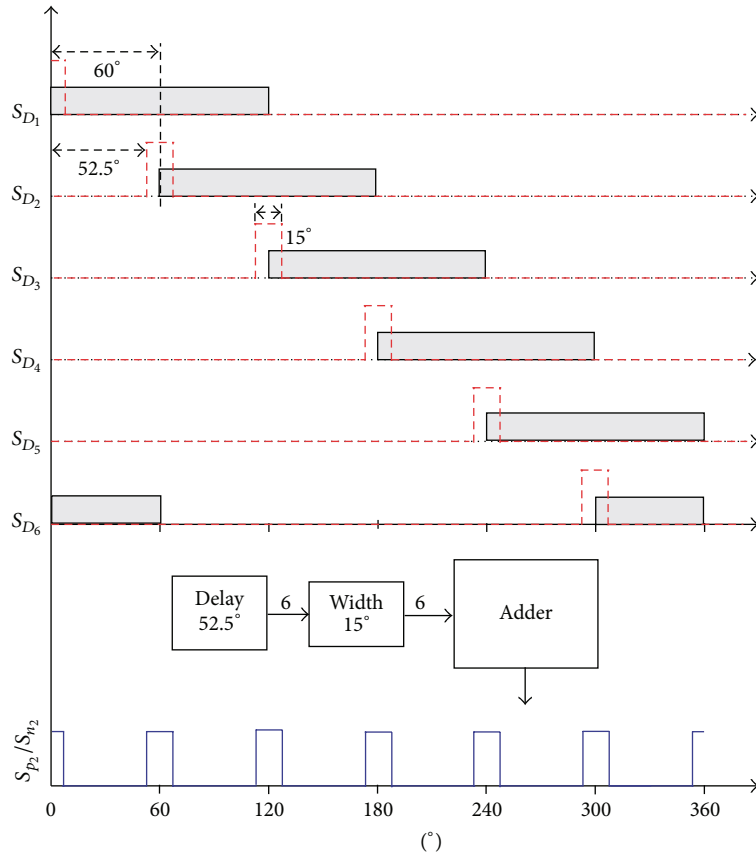 60°
S_{D_1}
52.5°
S_{D_2}
15°
S_{D_3}
S_{D_4}
S_{D_5}
S_{D_6}
Delay
52.5°
6
Width
15°
6
Adder
S_{p_2}/S_{n_2}
0 60 120 180 240 300 360
(°)